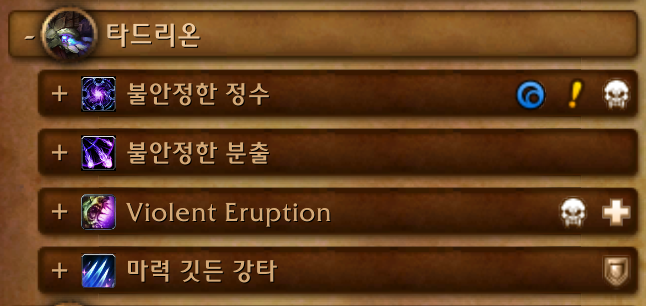 - 타드리온
+ 불안정한 정수
+ 불안정한 분출
+ Violent Eruption
+ 마력 깃든 강타